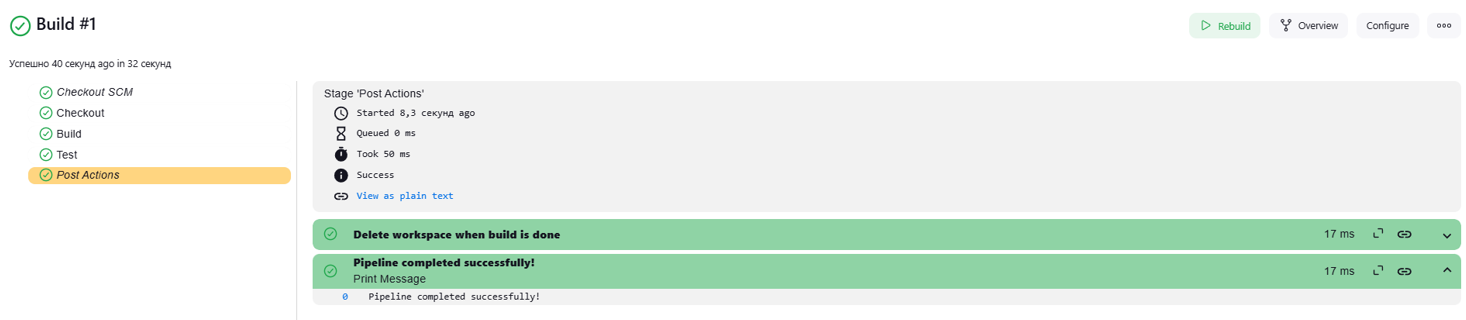 Build #1
Rebuild
Overview
Configure
Успешно 40 секунд ago in 32 секунд
Checkout SCM
Checkout
Build
Test
Post Actions
Stage 'Post Actions'
Started 8,3 секунд ago
Queued 0 ms
Took 50 ms
Success
View as plain text
Delete workspace when build is done
17 ms
Pipeline completed successfully!
Print Message
17 ms
0 Pipeline completed successfully!